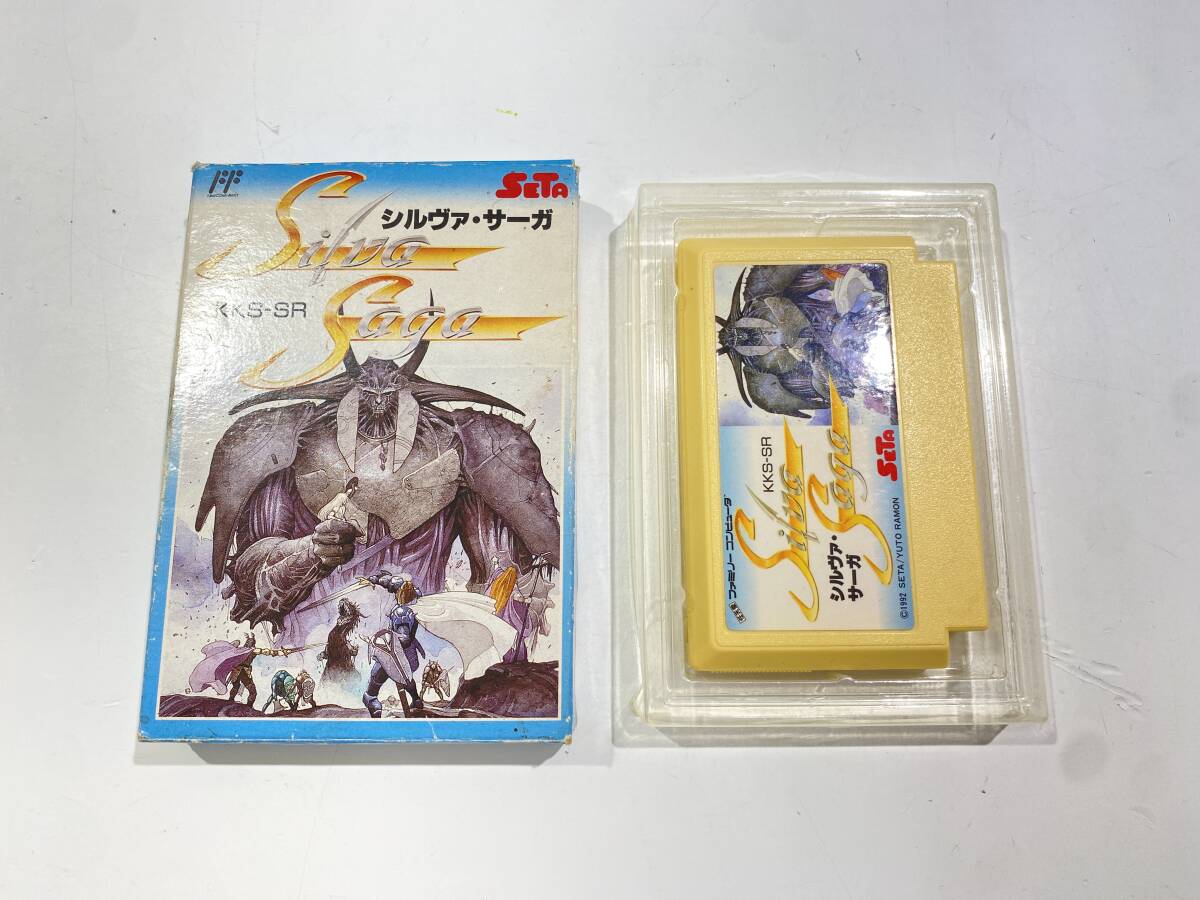 SETA
シルヴァ・サーガ
Silva
KKS-SR
Saga
ファミリーコンピュータ
KKS-SR
Silva
Saga
シルヴァ・
サーガ
SETA
©1992 SETA/YUTO RAMON